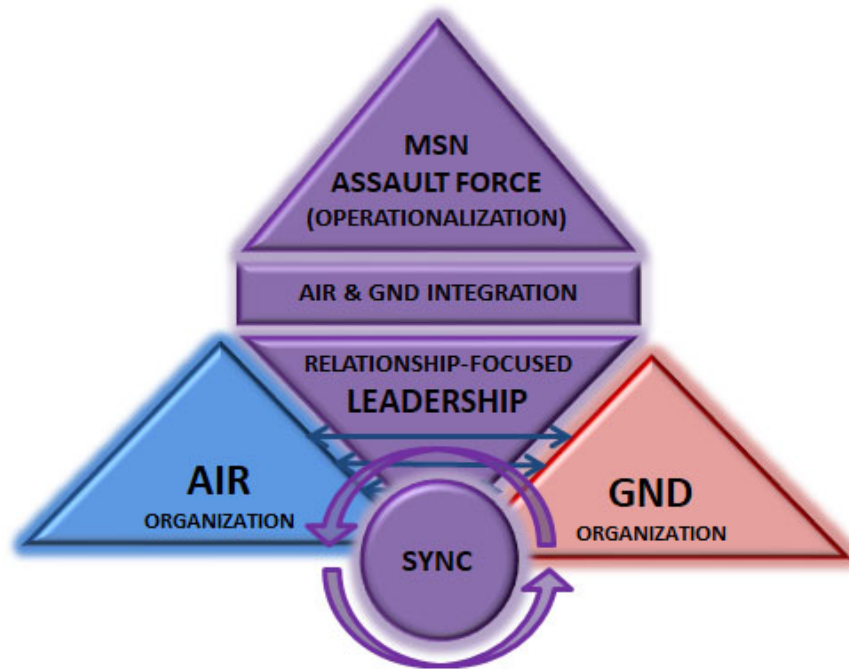 MSN
ASSAULT FORCE
(OPERATIONALIZATION)
AIR & GND INTEGRATION
RELATIONSHIP-FOCUSED
LEADERSHIP
AIR
ORGANIZATION
GND
ORGANIZATION
SYNC